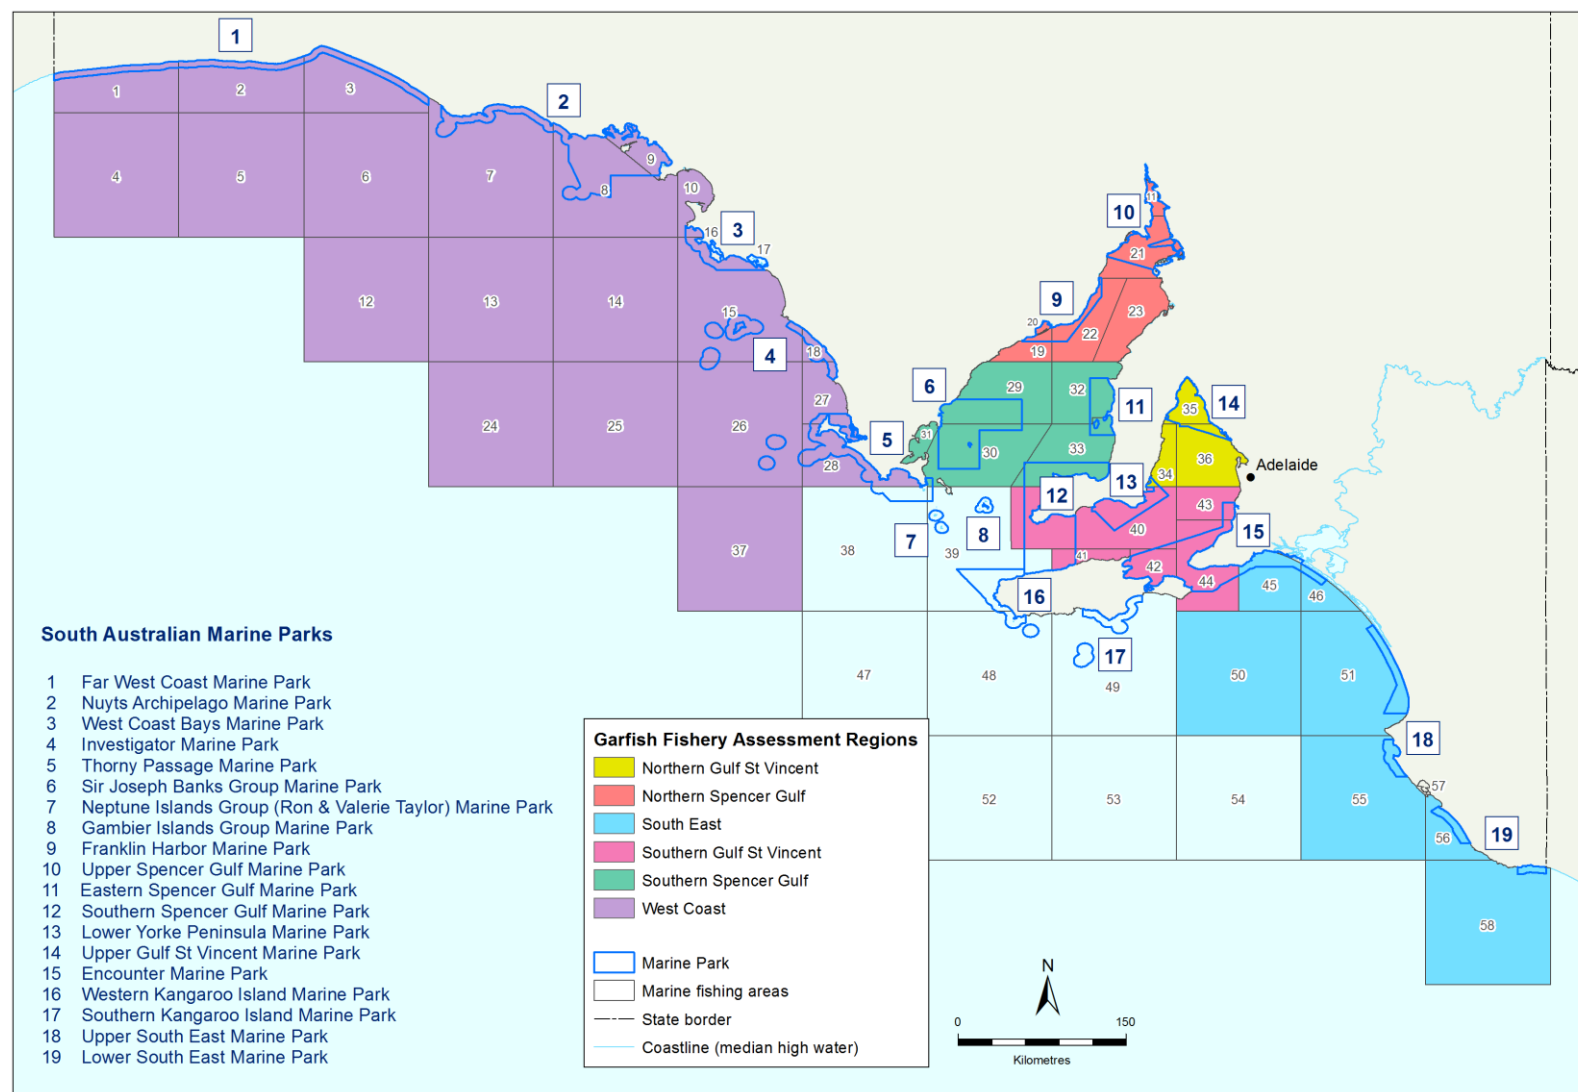 1
2
1
2
3
9
4
5
6
7
8
10
11
10
16
3
17
21
12
13
14
15
9
20
23
22
19
4
18
6
29
32
11
35
14
27
24
25
26
5
31
30
33
34
36
Adelaide
28
12
13
43
37
38
7
39
8
40
15
41
42
44
45
46
16
17
47
48
49
50
51
18
52
53
54
55
57
56
19
58
South Australian Marine Parks
1 Far West Coast Marine Park
2 Nuyts Archipelago Marine Park
3 West Coast Bays Marine Park
4 Investigator Marine Park
5 Thorny Passage Marine Park
6 Sir Joseph Banks Group Marine Park
7 Neptune Islands Group (Ron & Valerie Taylor) Marine Park
8 Gambier Islands Group Marine Park
9 Franklin Harbor Marine Park
10 Upper Spencer Gulf Marine Park
11 Eastern Spencer Gulf Marine Park
12 Southern Spencer Gulf Marine Park
13 Lower Yorke Peninsula Marine Park
14 Upper Gulf St Vincent Marine Park
15 Encounter Marine Park
16 Western Kangaroo Island Marine Park
17 Southern Kangaroo Island Marine Park
18 Upper South East Marine Park
19 Lower South East Marine Park
Garfish Fishery Assessment Regions
Northern Gulf St Vincent
Northern Spencer Gulf
South East
Southern Gulf St Vincent
Southern Spencer Gulf
West Coast
Marine Park
Marine fishing areas
State border
Coastline (median high water)
N
0 150
Kilometres